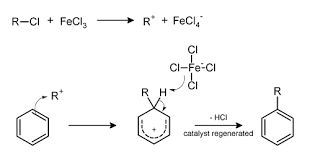 R—Cl + FeCl₃ ⟶ R⁺ + FeCl₄⁻
Cl
Cl—Fe⁻—Cl
Cl
R⁺
R H
+
- HCl
catalyst regenerated
R